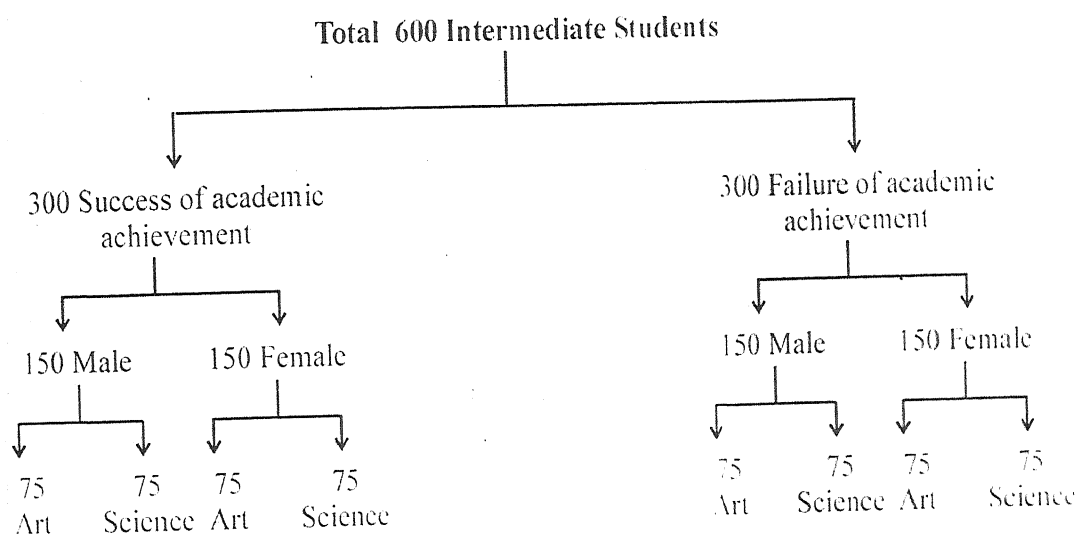 Total 600 Intermediate Students
300 Success of academic
achievement
300 Failure of academic
achievement
150 Male
150 Female
150 Male
150 Female
75
Art
75
Science
75
Art
75
Science
75
Art
75
Science
75
Art
75
Science